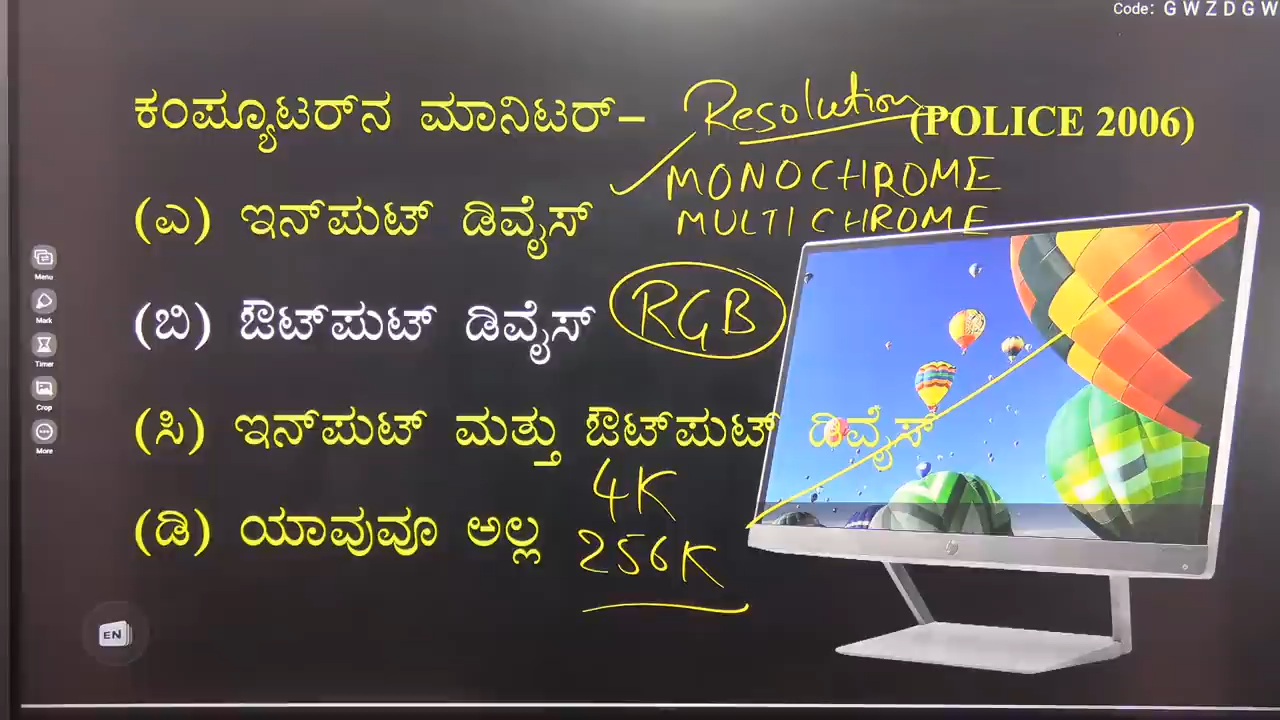 Code: G W Z D G W
ಕಂಪ್ಯೂಟರ್‌ನ ಮಾನಿಟರ್– Resolution (POLICE 2006)
MONOCHROME
(ಎ) ಇನ್‌ಪುಟ್ ಡಿವೈಸ್
MULTICHROME
(ಬಿ) ಔಟ್‌ಪುಟ್ ಡಿವೈಸ್ RGB
(ಸಿ) ಇನ್‌ಪುಟ್ ಮತ್ತು ಔಟ್‌ಪುಟ್ ಡಿವೈಸ್
4K
(ಡಿ) ಯಾವುವೂ ಅಲ್ಲ
256K
Menu
Mark
Timer
Crop
More
EN
hp